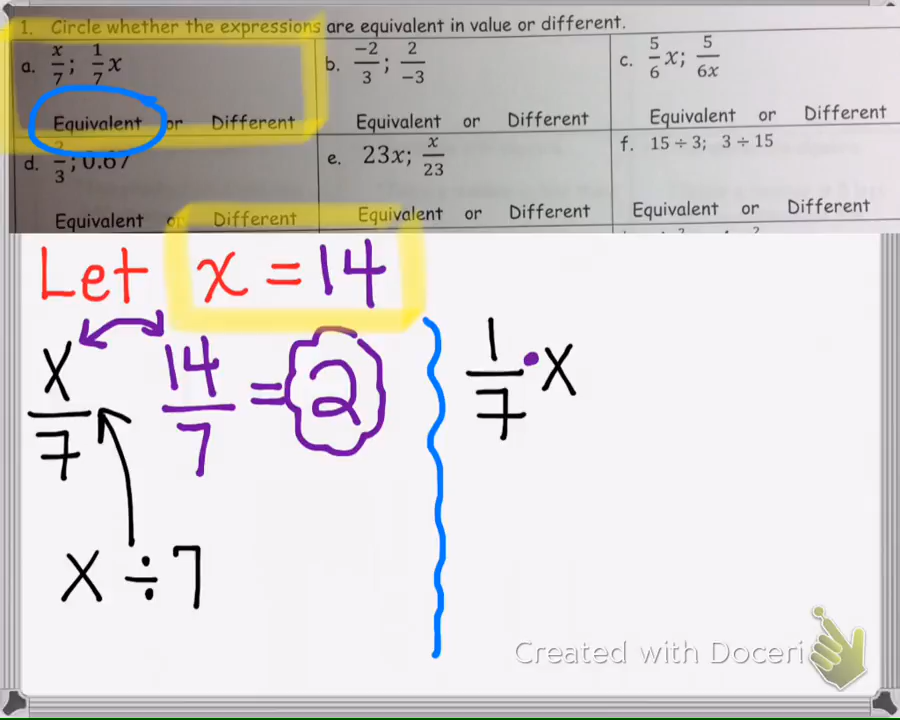 1. Circle whether the expressions are equivalent in value or different.
a. x/7; 1/7 x
Equivalent or Different
b. -2/3; 2/-3
Equivalent or Different
c. 5/6 x; 5/6x
Equivalent or Different
d. 2/3; 0.67
Equivalent or Different
e. 23x; x/23
Equivalent or Different
f. 15 ÷ 3; 3 ÷ 15
Equivalent or Different
Let x = 14
x/7 14/7 = 2
x ÷ 7
1/7 • x
Created with Doceri